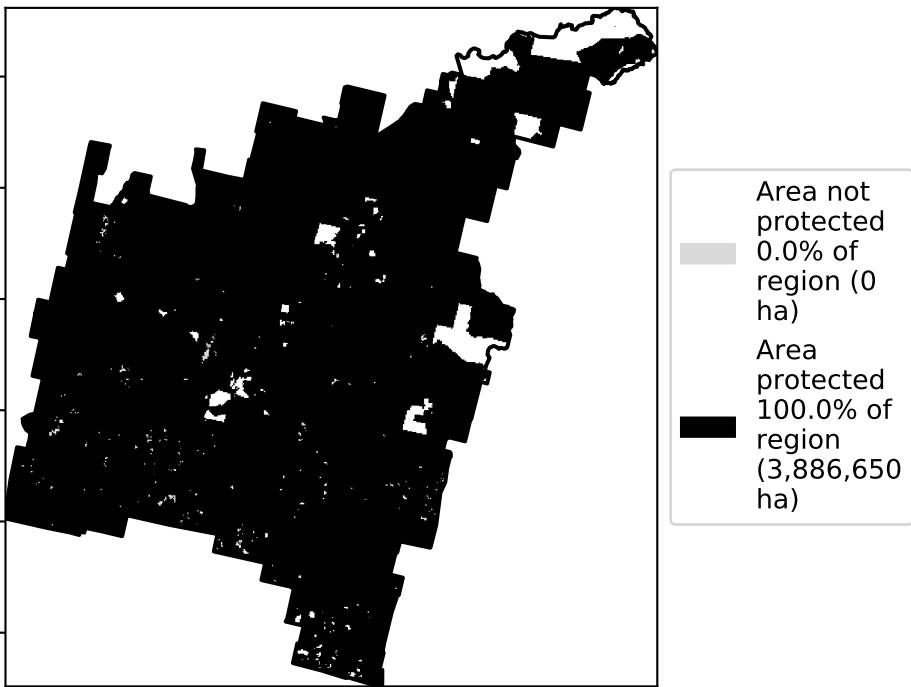 Area not
protected
0.0% of
region (0
ha)
Area
protected
100.0% of
region
(3,886,650
ha)